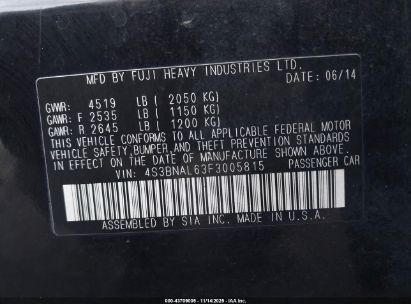 MFD BY FUJI HEAVY INDUSTRIES LTD.
DATE: 06/14
GVWR: 4519 LB ( 2050 KG)
GAWR: F 2535 LB ( 1150 KG)
GAWR: R 2645 LB ( 1200 KG)
THIS VEHICLE CONFORMS TO ALL APPLICABLE FEDERAL MOTOR
VEHICLE SAFETY, BUMPER, AND THEFT PREVENTION STANDARDS
IN EFFECT ON THE DATE OF MANUFACTURE SHOWN ABOVE.
VIN: 4S3BNAL63F3005815 PASSENGER CAR
ASSEMBLED BY SIA INC. MADE IN U.S.A.
000-43709006 - 11/14/2025 - IAA, Inc.